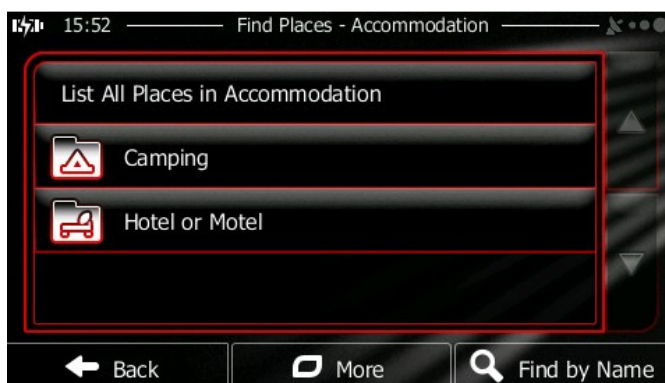 15:52
Find Places - Accommodation
List All Places in Accommodation
Camping
Hotel or Motel
Back
More
Find by Name